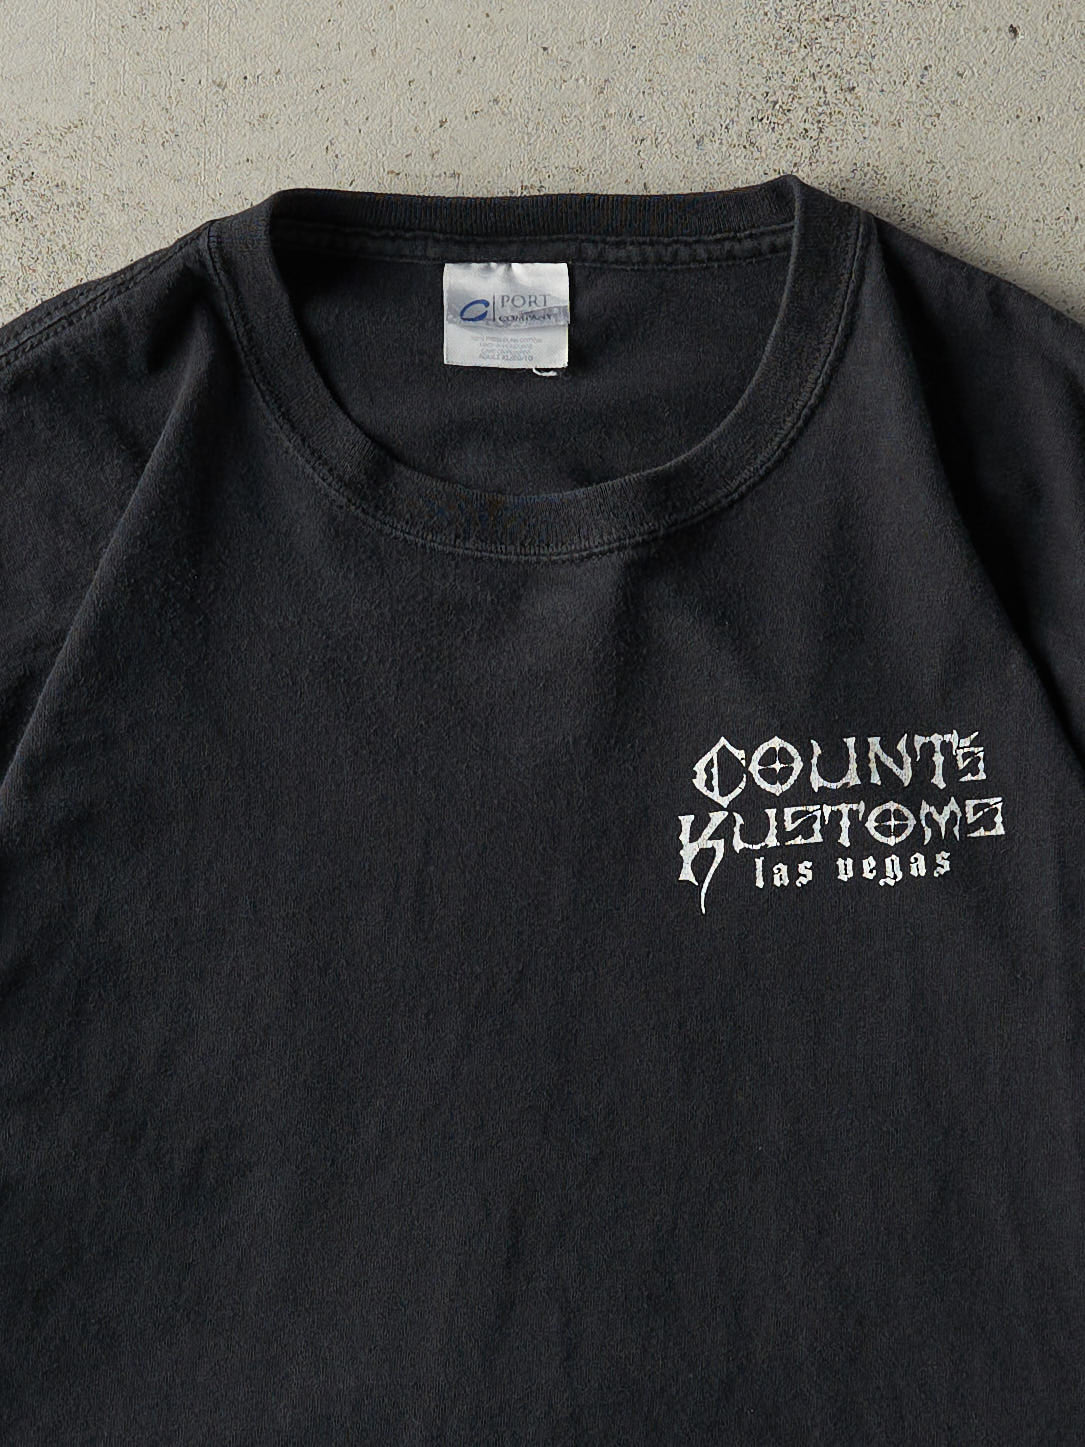 PORT
COMPANY
COUNT'S
KUSTOMS
las vegas